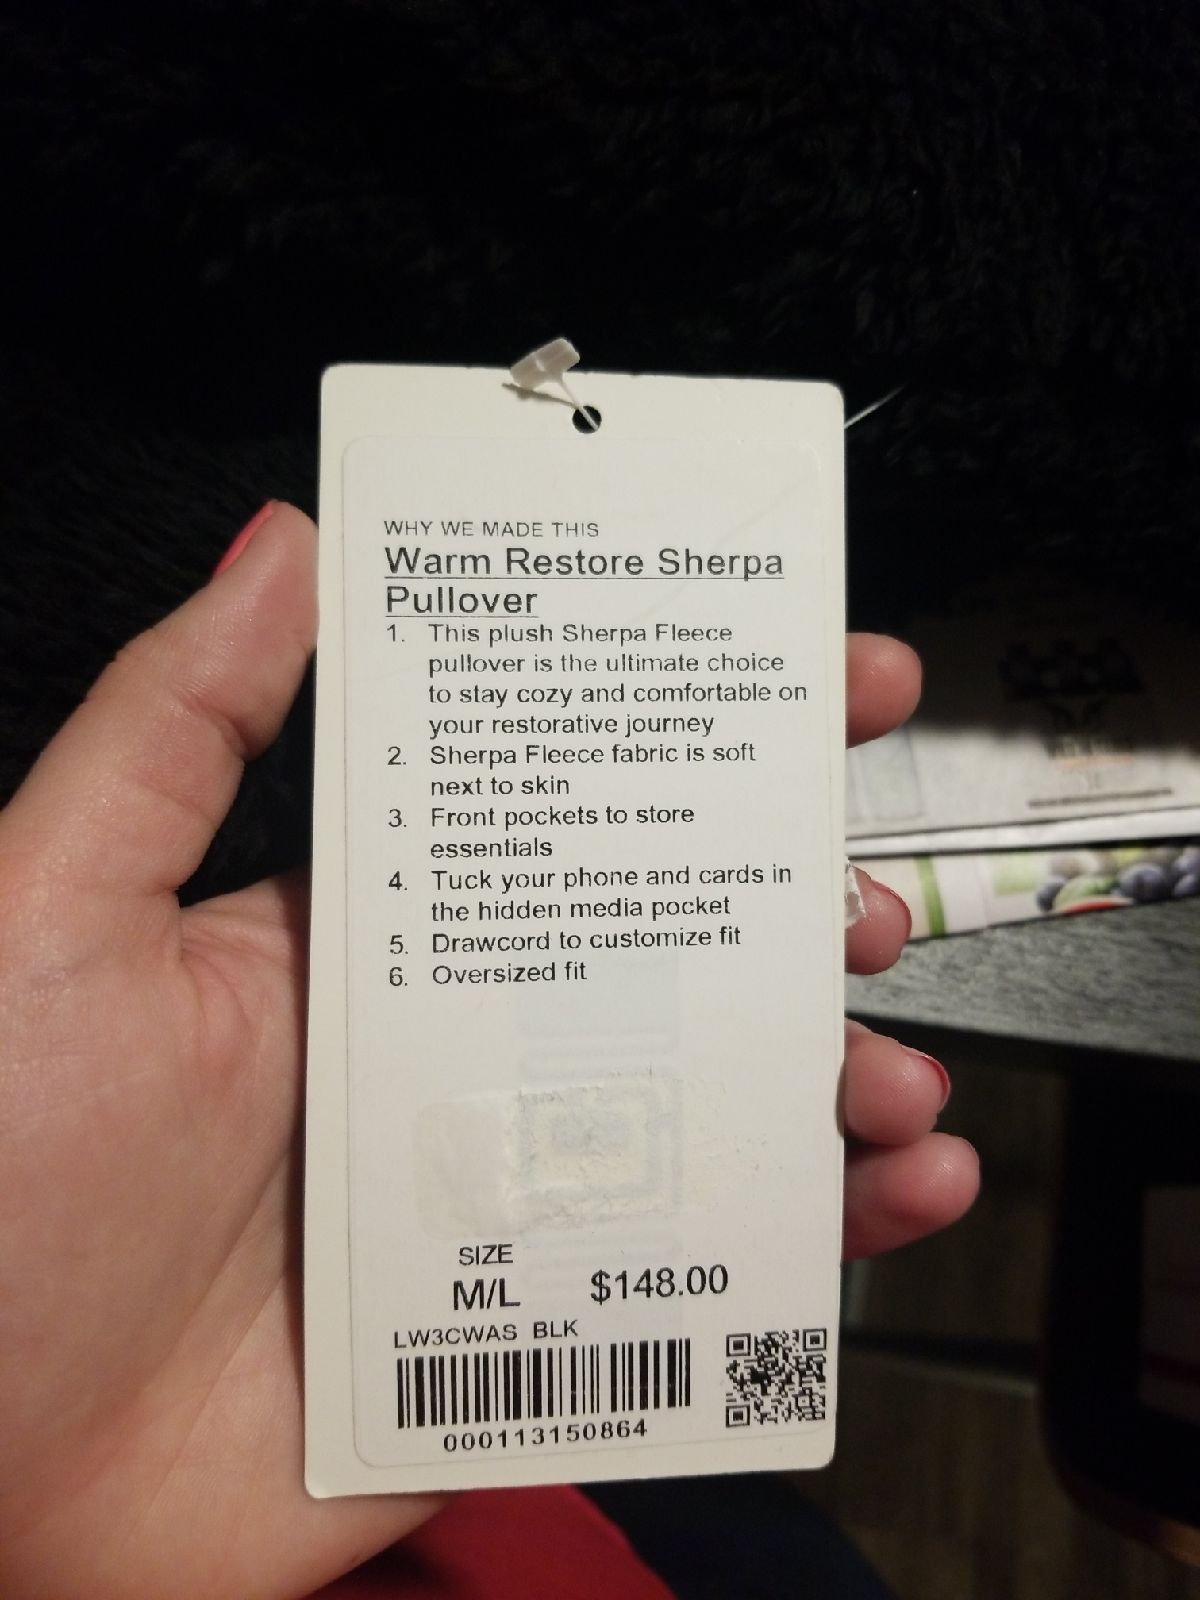 WHY WE MADE THIS
Warm Restore Sherpa
Pullover
1. This plush Sherpa Fleece
pullover is the ultimate choice
to stay cozy and comfortable on
your restorative journey
2. Sherpa Fleece fabric is soft
next to skin
3. Front pockets to store
essentials
4. Tuck your phone and cards in
the hidden media pocket
5. Drawcord to customize fit
6. Oversized fit
SIZE
M/L $148.00
LW3CWAS BLK
000113150864